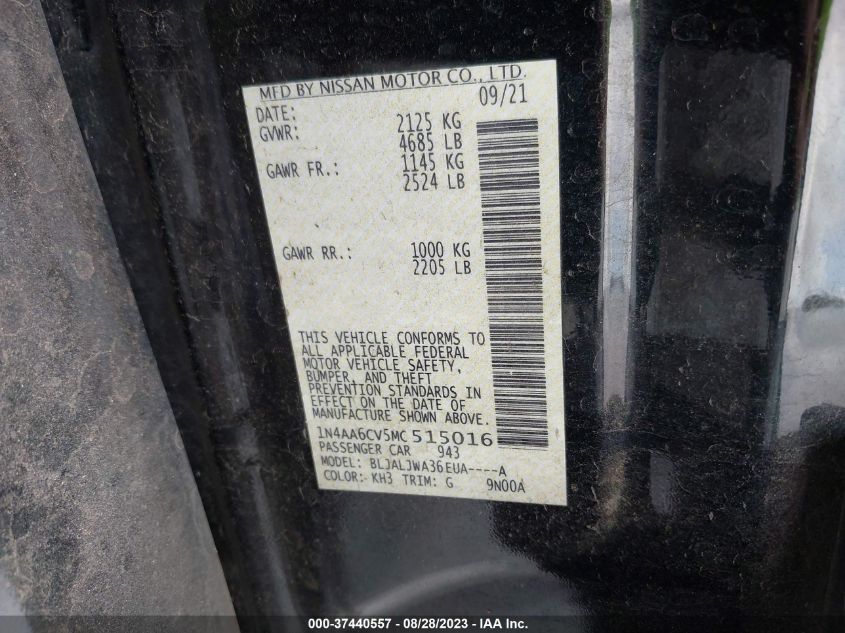 MFD BY NISSAN MOTOR CO., LTD.
DATE: 09/21
GVWR: 2125 KG
4685 LB
GAWR FR.: 1145 KG
2524 LB
GAWR RR.: 1000 KG
2205 LB
THIS VEHICLE CONFORMS TO
ALL APPLICABLE FEDERAL
MOTOR VEHICLE SAFETY,
BUMPER, AND THEFT
PREVENTION STANDARDS IN
EFFECT ON THE DATE OF
MANUFACTURE SHOWN ABOVE.
1N4AA6CV5MC 515016
PASSENGER CAR 943
MODEL: BLJALJWA36EUA----A
COLOR: KH3 TRIM: G 9N00A
000-37440557 / 08/28/2023 - IAA Inc.